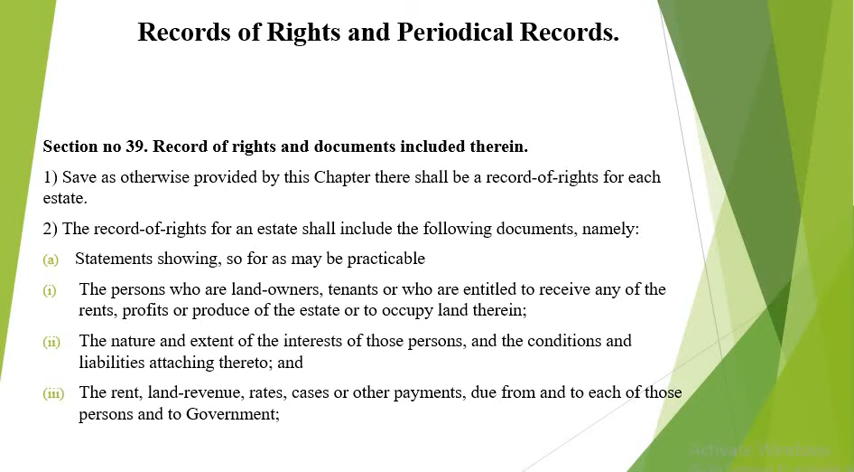 Records of Rights and Periodical Records.
Section no 39. Record of rights and documents included therein.
1) Save as otherwise provided by this Chapter there shall be a record-of-rights for each
estate.
2) The record-of-rights for an estate shall include the following documents, namely:
(a) Statements showing, so for as may be practicable
(i) The persons who are land-owners, tenants or who are entitled to receive any of the
rents, profits or produce of the estate or to occupy land therein;
(ii) The nature and extent of the interests of those persons, and the conditions and
liabilities attaching thereto; and
(iii) The rent, land-revenue, rates, cases or other payments, due from and to each of those
persons and to Government;
Activate Windows